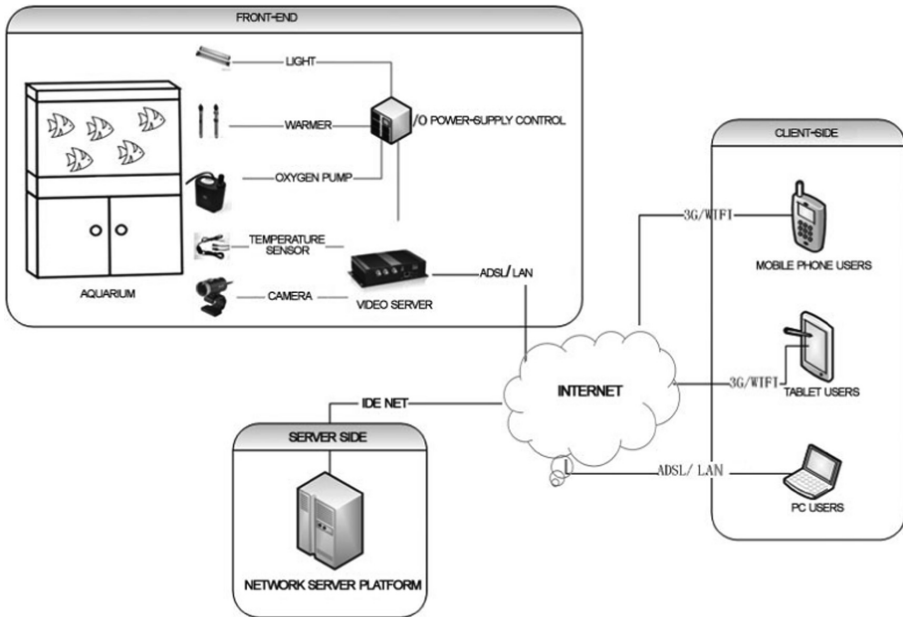 FRONT-END
LIGHT
/O POWER-SUPPLY CONTROL
WARMER
OXYGEN PUMP
TEMPERATURE
SENSOR
ADSL/ LAN
CAMERA
VIDEO SERVER
AQUARIUM
CLIENT-SIDE
3G/WIFI
MOBILE PHONE USERS
INTERNET
3G/WIFI
TABLET USERS
IDE NET
SERVER SIDE
ADSL/ LAN
PC USERS
NETWORK SERVER PLATFORM